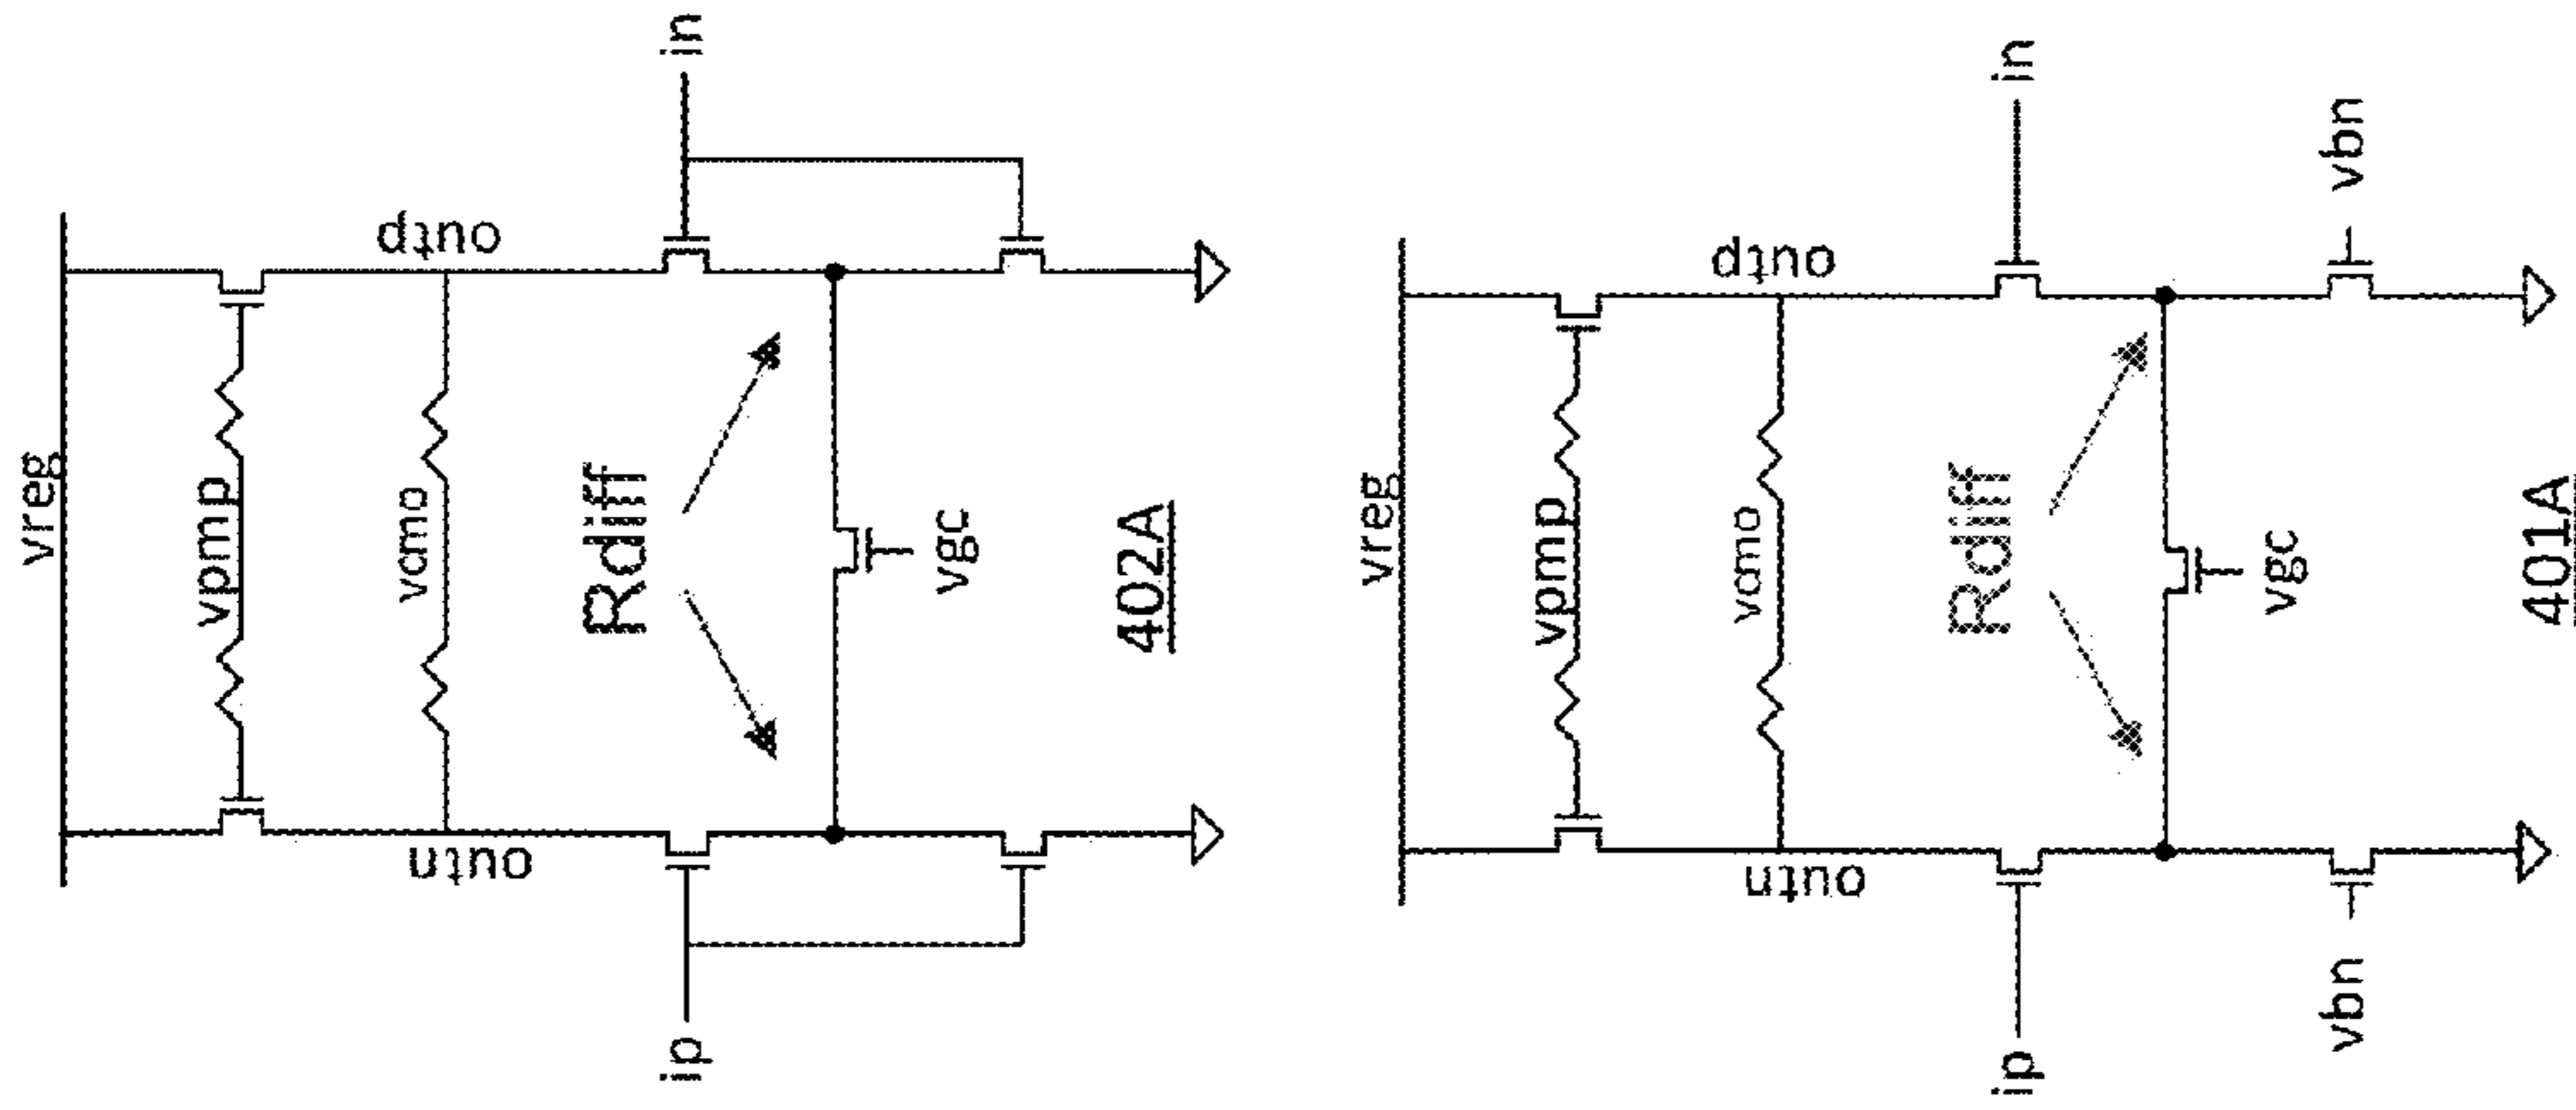 vreg
outn
outp
vpmp
vcmo
Rdiff
ip
in
vgc
402A
vreg
outn
outp
vpmp
vcmo
Rdiff
ip
in
vgc
vbn
vbn
401A